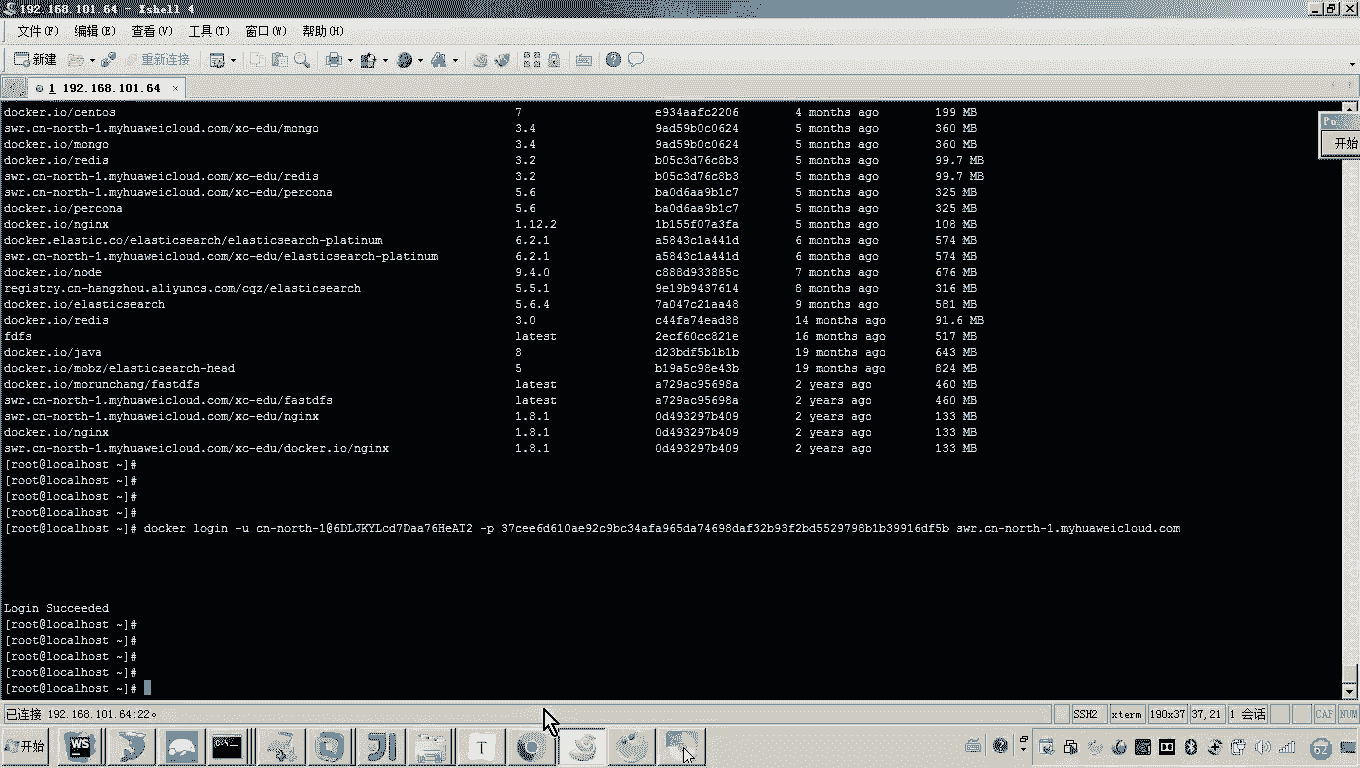 192.168.101.64 - Xshell 4
文件(F) 编辑(E) 查看(V) 工具(T) 窗口(W) 帮助(H)
新建 重新连接
1 192.168.101.64 ×
docker.io/centos 7 e934aafc2206 4 months ago 199 MB
swr.cn-north-1.myhuaweicloud.com/xc-edu/mongo 3.4 9ad59b0c0624 5 months ago 360 MB
docker.io/mongo 3.4 9ad59b0c0624 5 months ago 360 MB
docker.io/redis 3.2 b05c3d76c8b3 5 months ago 99.7 MB
swr.cn-north-1.myhuaweicloud.com/xc-edu/redis 3.2 b05c3d76c8b3 5 months ago 99.7 MB
swr.cn-north-1.myhuaweicloud.com/xc-edu/percona 5.6 ba0d6aa9b1c7 5 months ago 325 MB
docker.io/percona 5.6 ba0d6aa9b1c7 5 months ago 325 MB
docker.io/nginx 1.12.2 1b155f07a3fa 5 months ago 108 MB
docker.elastic.co/elasticsearch/elasticsearch-platinum 6.2.1 a5843c1a441d 6 months ago 574 MB
swr.cn-north-1.myhuaweicloud.com/xc-edu/elasticsearch-platinum 6.2.1 a5843c1a441d 6 months ago 574 MB
docker.io/node 9.4.0 c888d933885c 7 months ago 676 MB
registry.cn-hangzhou.aliyuncs.com/cqz/elasticsearch 5.5.1 9e19b9437614 8 months ago 316 MB
docker.io/elasticsearch 5.6.4 7a047c21aa48 9 months ago 581 MB
docker.io/redis 3.0 c44fa74ead88 14 months ago 91.6 MB
fdfs latest 2ecf60cc821e 16 months ago 517 MB
docker.io/java 8 d23bdf5b1b1b 19 months ago 643 MB
docker.io/mobz/elasticsearch-head 5 b19a5c98e43b 19 months ago 824 MB
docker.io/morunchang/fastdfs latest a729ac95698a 2 years ago 460 MB
swr.cn-north-1.myhuaweicloud.com/xc-edu/fastdfs latest a729ac95698a 2 years ago 460 MB
swr.cn-north-1.myhuaweicloud.com/xc-edu/nginx 1.8.1 0d493297b409 2 years ago 133 MB
docker.io/nginx 1.8.1 0d493297b409 2 years ago 133 MB
swr.cn-north-1.myhuaweicloud.com/xc-edu/docker.io/nginx 1.8.1 0d493297b409 2 years ago 133 MB
[root@localhost ~]#
[root@localhost ~]#
[root@localhost ~]#
[root@localhost ~]#
[root@localhost ~]# docker login -u cn-north-1@6DLJKYLcd7Daa76HeAT2 -p 37cee6d610ae92c9bc34afa965da74698daf32b93f2bd5529798b1b39916df5b swr.cn-north-1.myhuaweicloud.com
Login Succeeded
[root@localhost ~]#
[root@localhost ~]#
[root@localhost ~]#
[root@localhost ~]#
[root@localhost ~]#
开始
已连接 192.168.101.64:22。 SSH2 xterm 190x37 37,21 1 会话 CAP NUM
开始 WS T 62